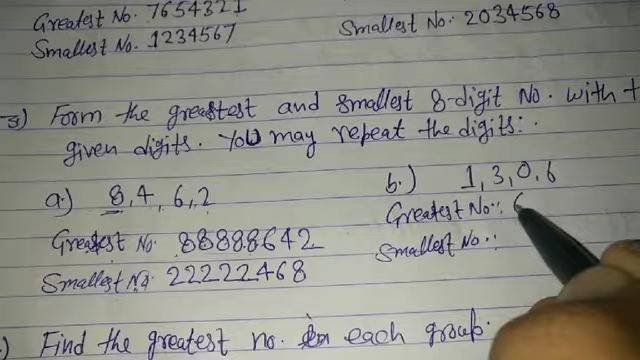 Greatest No. 7654321
Smallest No. 1234567
Smallest No. 2034568
3) Form the greatest and smallest 8-digit No. with
given digits. You may repeat the digits:
a.) 8, 4, 6, 2
Greatest No. 88888642
Smallest No. 22222468
b.) 1, 3, 0, 6
Greatest No: 6
Smallest No:
) Find the greatest no. in each group.